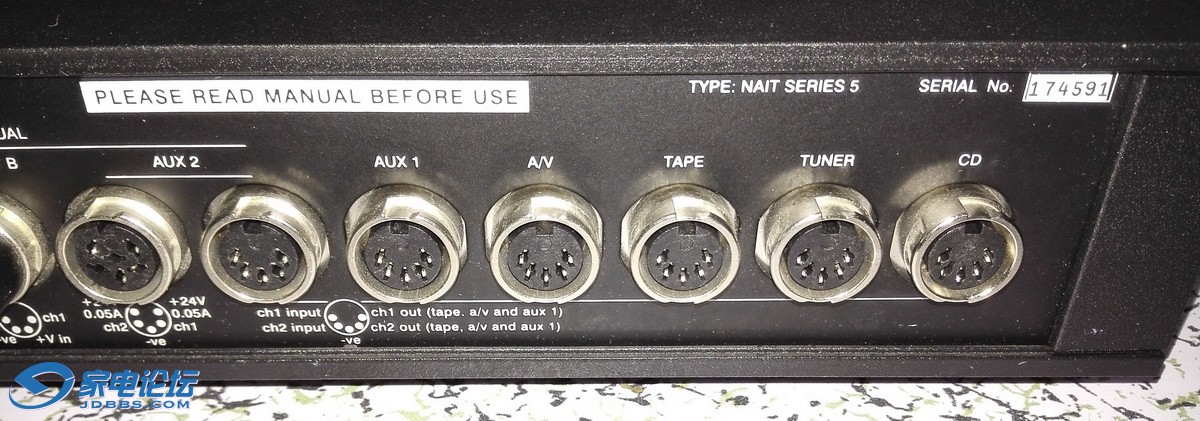 PLEASE READ MANUAL BEFORE USE
TYPE: NAIT SERIES 5
SERIAL No. 174591
UAL
B
AUX 2
AUX 1
A/V
TAPE
TUNER
CD
ch1
-ve
+V in
0.05A
ch2
+24V
0.05A
ch1
-ve
ch1 input
ch2 input
ch1 out (tape, a/v and aux 1)
ch2 out (tape, a/v and aux 1)
-ve
家电论坛
JDBBS.COM